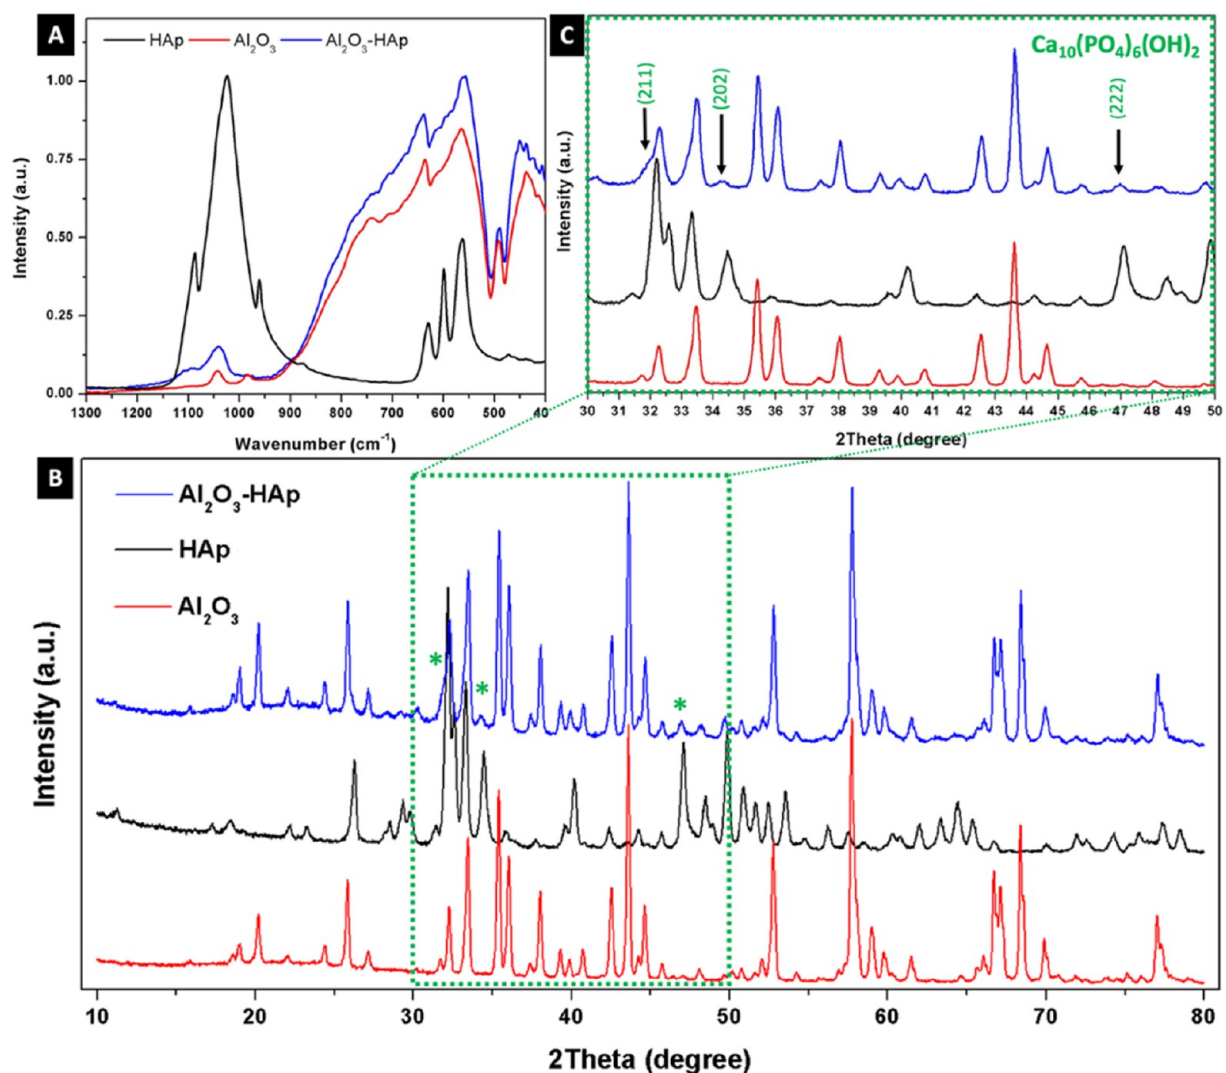 A
HAp Al₂O₃ Al₂O₃-HAp
Intensity (a.u.)
1.00
0.75
0.50
0.25
0.00
1300 1200 1100 1000 900 800 700 600 500 40
Wavenumber (cm⁻¹)
C
Ca₁₀(PO₄)₆(OH)₂
(211) (202) (222)
Intensity (a.u.)
30 31 32 33 34 35 36 37 38 39 40 41 42 43 44 45 46 47 48 49 50
2Theta (degree)
B
Al₂O₃-HAp
HAp
Al₂O₃
* * *
Intensity (a.u.)
10 20 30 40 50 60 70 80
2Theta (degree)